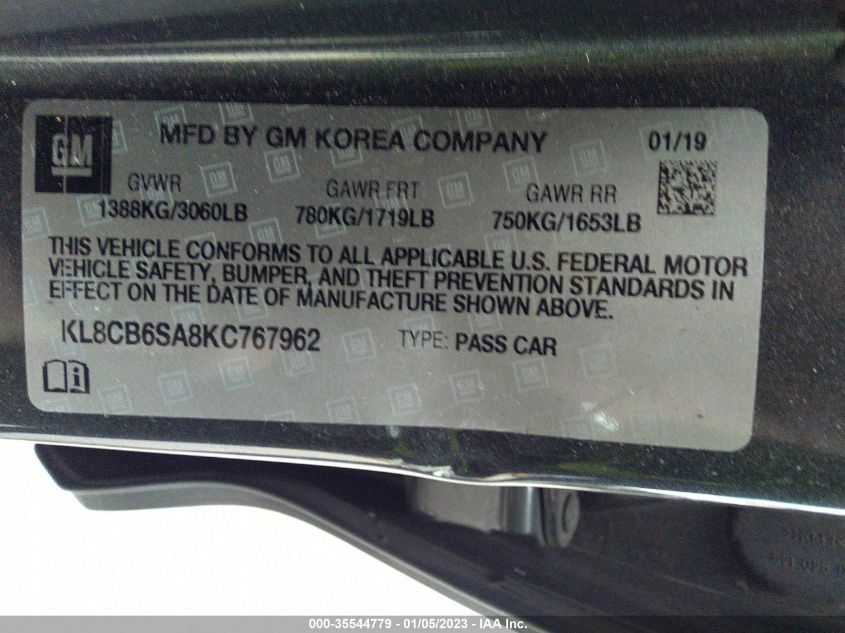 GM
MFD BY GM KOREA COMPANY 01/19
GVWR GAWR FRT GAWR RR
1388KG/3060LB 780KG/1719LB 750KG/1653LB
THIS VEHICLE CONFORMS TO ALL APPLICABLE U.S. FEDERAL MOTOR
VEHICLE SAFETY, BUMPER, AND THEFT PREVENTION STANDARDS IN
EFFECT ON THE DATE OF MANUFACTURE SHOWN ABOVE.
KL8CB6SA8KC767962 TYPE: PASS CAR
000-35544779 - 01/05/2023 - IAA Inc.